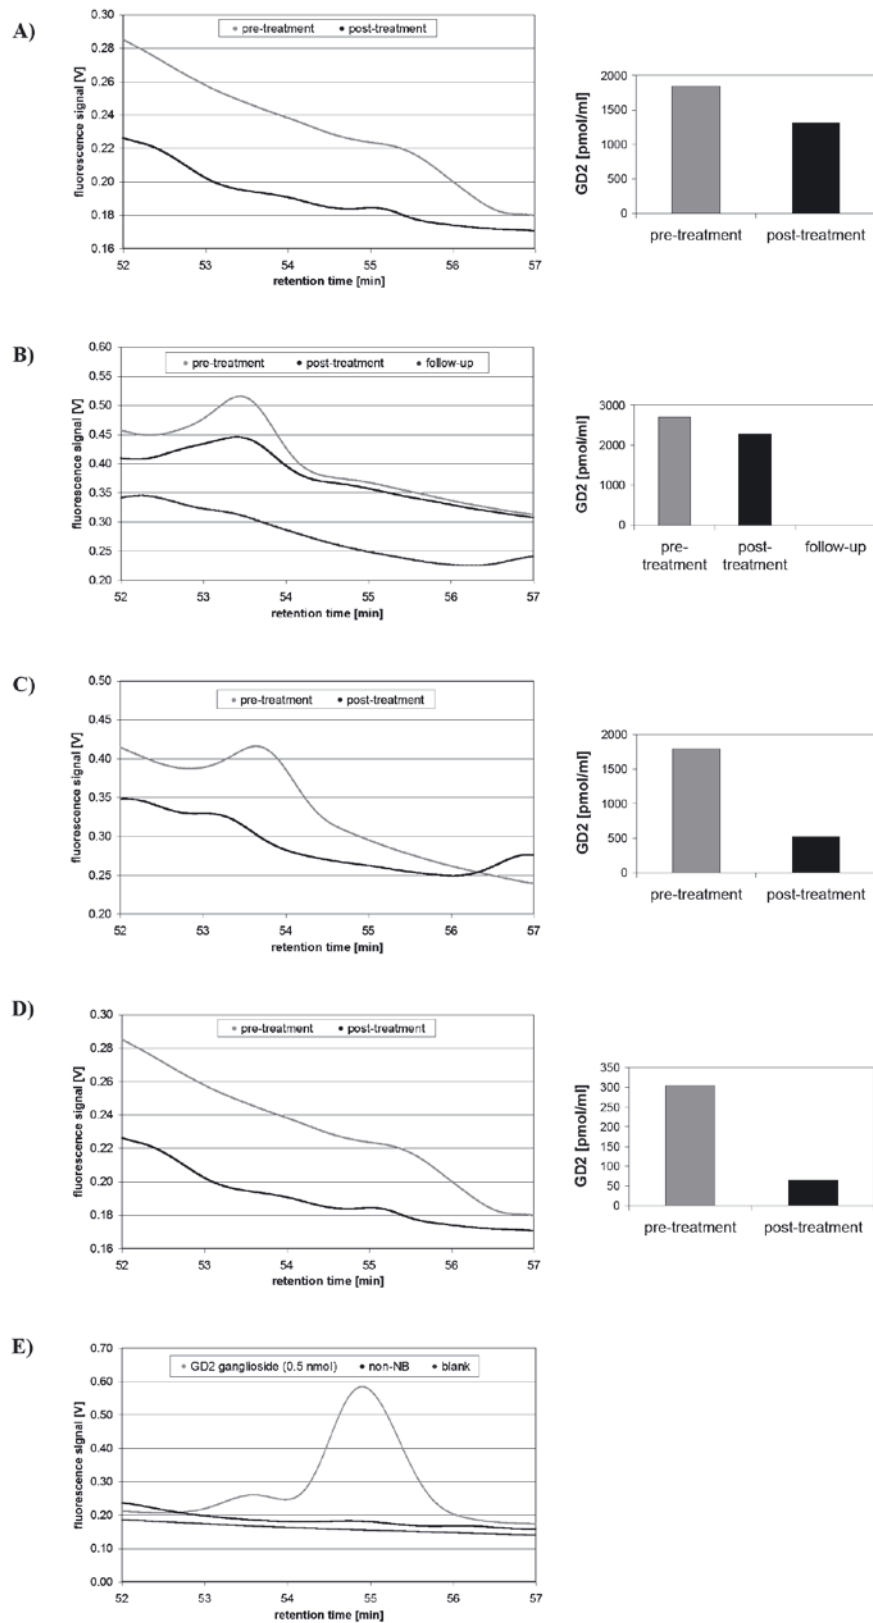 A)
fluorescence signal [V]
0.30
0.28
0.26
0.24
0.22
0.20
0.18
0.16
pre-treatment post-treatment
52 53 54 55 56 57
retention time [min]
GD2 [pmol/ml]
2000
1500
1000
500
0
pre-treatment post-treatment
B)
fluorescence signal [V]
0.60
0.55
0.50
0.45
0.40
0.35
0.30
0.25
0.20
pre-treatment post-treatment follow-up
52 53 54 55 56 57
retention time [min]
GD2 [pmol/ml]
3000
2000
1000
0
pre- post- follow-up
treatment treatment
C)
fluorescence signal [V]
0.50
0.45
0.40
0.35
0.30
0.25
0.20
pre-treatment post-treatment
52 53 54 55 56 57
retention time [min]
GD2 [pmol/ml]
2000
1500
1000
500
0
pre-treatment post-treatment
D)
fluorescence signal [V]
0.30
0.28
0.26
0.24
0.22
0.20
0.18
0.16
pre-treatment post-treatment
52 53 54 55 56 57
retention time [min]
GD2 [pmol/ml]
350
300
250
200
150
100
50
0
pre-treatment post-treatment
E)
fluorescence signal [V]
0.70
0.60
0.50
0.40
0.30
0.20
0.10
0.00
GD2 ganglioside (0.5 nmol) non-NB blank
52 53 54 55 56 57
retention time [min]